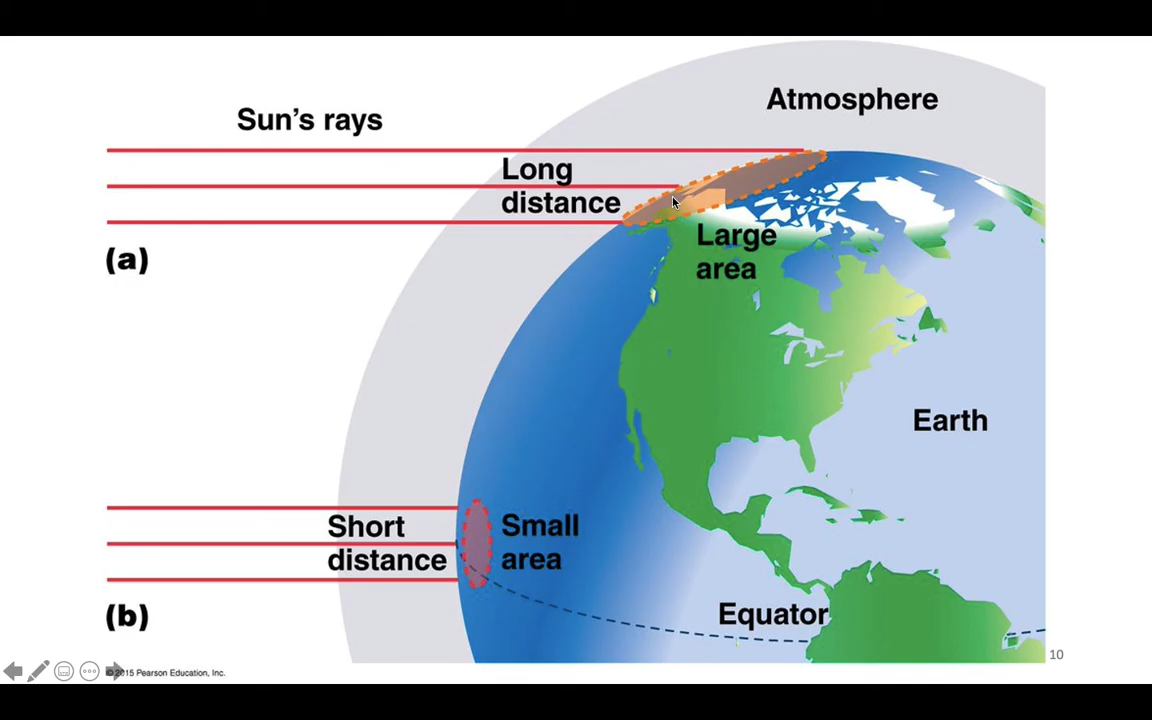 Atmosphere
Sun's rays
Long
distance
Large
area
(a)
Earth
Short
distance
Small
area
(b)
Equator
10
© 2015 Pearson Education, Inc.